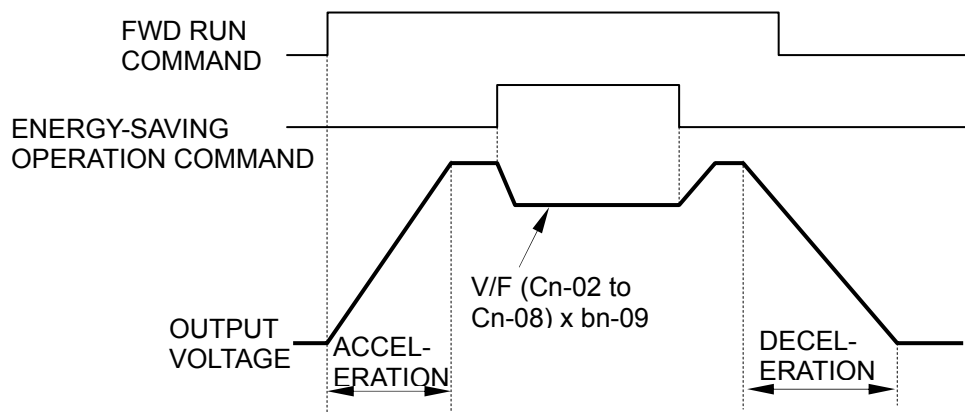 FWD RUN
COMMAND
ENERGY-SAVING
OPERATION COMMAND
V/F (Cn-02 to
Cn-08) x bn-09
OUTPUT
VOLTAGE
ACCEL-
ERATION
DECEL-
ERATION